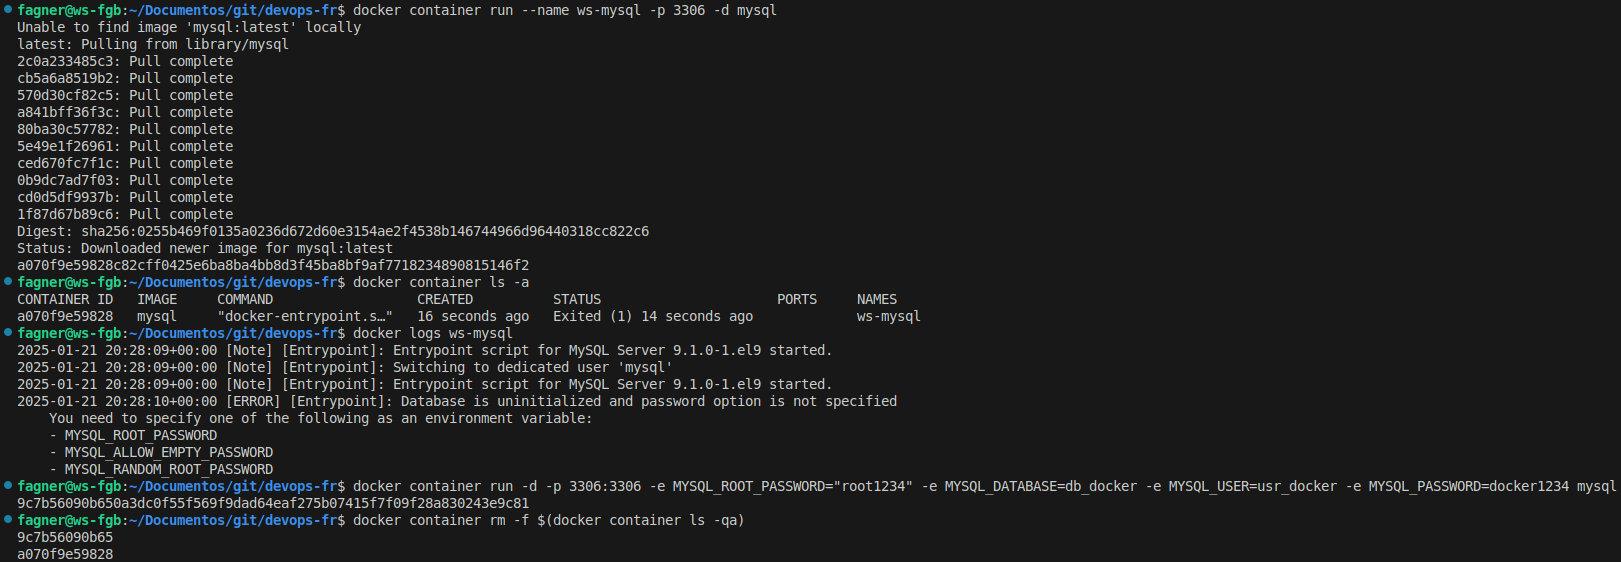 fagner@ws-fgb:~/Documentos/git/devops-fr$ docker container run --name ws-mysql -p 3306 -d mysql
Unable to find image 'mysql:latest' locally
latest: Pulling from library/mysql
2c0a233485c3: Pull complete
cb5a6a8519b2: Pull complete
570d30cf82c5: Pull complete
a841bff36f3c: Pull complete
80ba30c57782: Pull complete
5e49e1f26961: Pull complete
ced670fc7f1c: Pull complete
0b9dc7ad7f03: Pull complete
cd0d5df9937b: Pull complete
1f87d67b89c6: Pull complete
Digest: sha256:0255b469f0135a0236d672d60e3154ae2f4538b146744966d96440318cc822c6
Status: Downloaded newer image for mysql:latest
a070f9e59828c82cff0425e6ba8ba4bb8d3f45ba8bf9af7718234890815146f2
fagner@ws-fgb:~/Documentos/git/devops-fr$ docker container ls -a
CONTAINER ID   IMAGE     COMMAND                  CREATED          STATUS                      PORTS     NAMES
a070f9e59828   mysql     "docker-entrypoint.s…"   16 seconds ago   Exited (1) 14 seconds ago             ws-mysql
fagner@ws-fgb:~/Documentos/git/devops-fr$ docker logs ws-mysql
2025-01-21 20:28:09+00:00 [Note] [Entrypoint]: Entrypoint script for MySQL Server 9.1.0-1.el9 started.
2025-01-21 20:28:09+00:00 [Note] [Entrypoint]: Switching to dedicated user 'mysql'
2025-01-21 20:28:09+00:00 [Note] [Entrypoint]: Entrypoint script for MySQL Server 9.1.0-1.el9 started.
2025-01-21 20:28:10+00:00 [ERROR] [Entrypoint]: Database is uninitialized and password option is not specified
    You need to specify one of the following as an environment variable:
    - MYSQL_ROOT_PASSWORD
    - MYSQL_ALLOW_EMPTY_PASSWORD
    - MYSQL_RANDOM_ROOT_PASSWORD
fagner@ws-fgb:~/Documentos/git/devops-fr$ docker container run -d -p 3306:3306 -e MYSQL_ROOT_PASSWORD="root1234" -e MYSQL_DATABASE=db_docker -e MYSQL_USER=usr_docker -e MYSQL_PASSWORD=docker1234 mysql
9c7b56090b650a3dc0f55f569f9dad64eaf275b07415f7f09f28a830243e9c81
fagner@ws-fgb:~/Documentos/git/devops-fr$ docker container rm -f $(docker container ls -qa)
9c7b56090b65
a070f9e59828